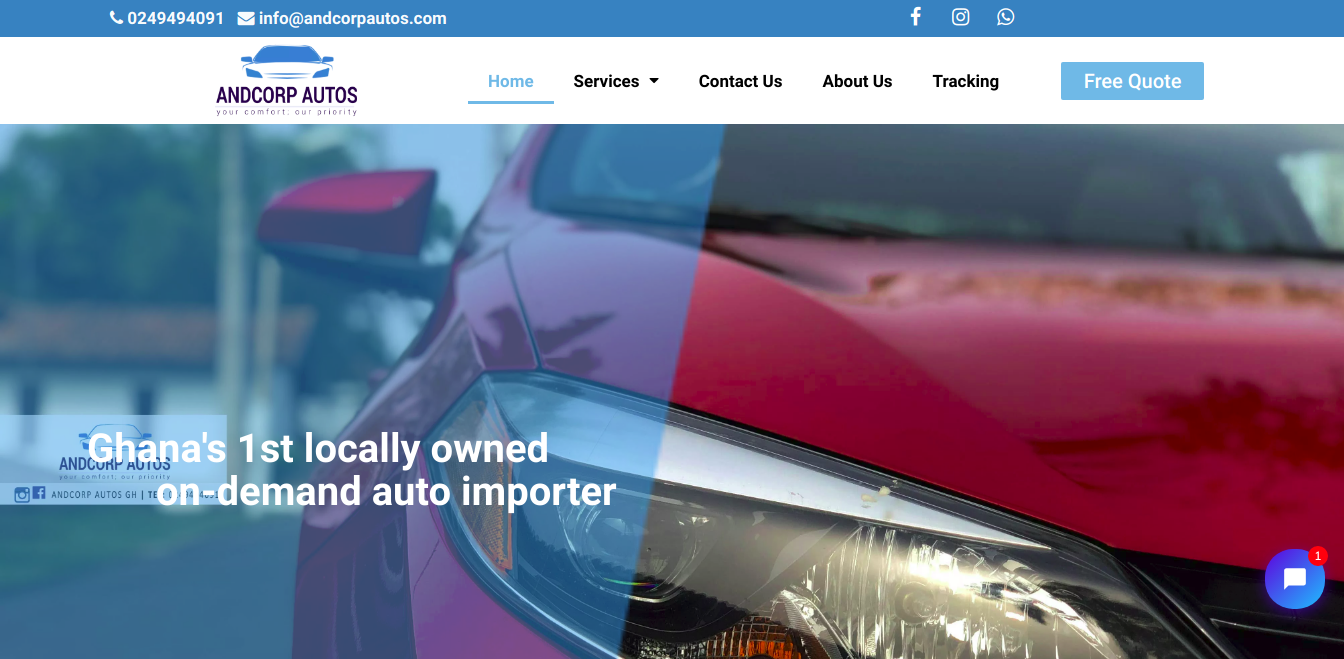 0249494091 info@andcorpautos.com
ANDCORP AUTOS
your comfort; our priority
Home Services Contact Us About Us Tracking Free Quote
Ghana's 1st locally owned
on-demand auto importer
ANDCORP AUTOS
your comfort; our priority
ANDCORP AUTOS GH | TEL:
1